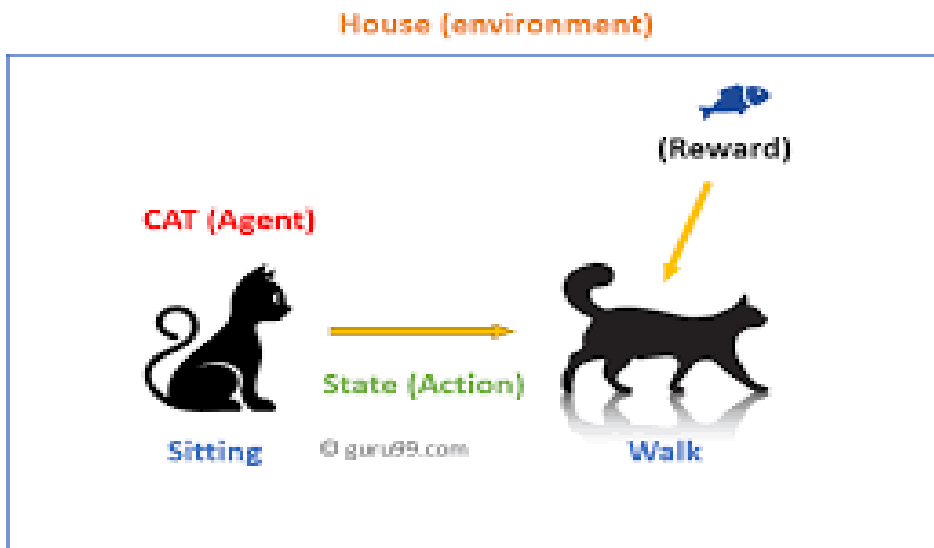 House (environment)
(Reward)
CAT (Agent)
State (Action)
Sitting
© guru99.com
Walk